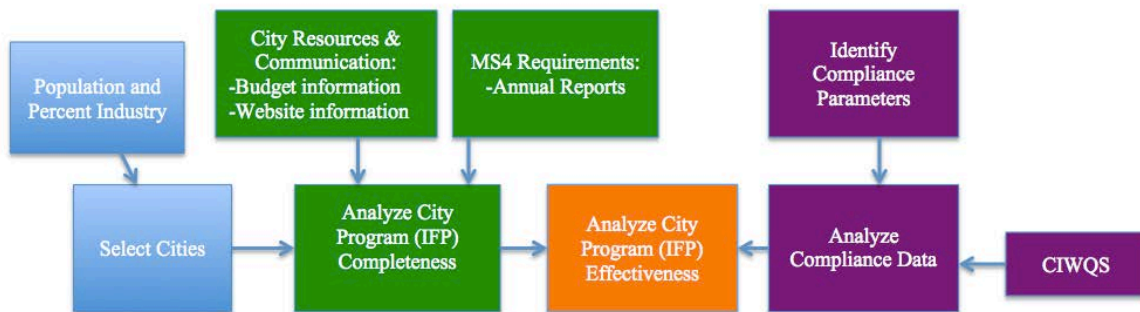 Population and
Percent Industry
City Resources &
Communication:
-Budget information
-Website information
MS4 Requirements:
-Annual Reports
Identify
Compliance
Parameters
Select Cities
Analyze City
Program (IFP)
Completeness
Analyze City
Program (IFP)
Effectiveness
Analyze
Compliance Data
CIWQS